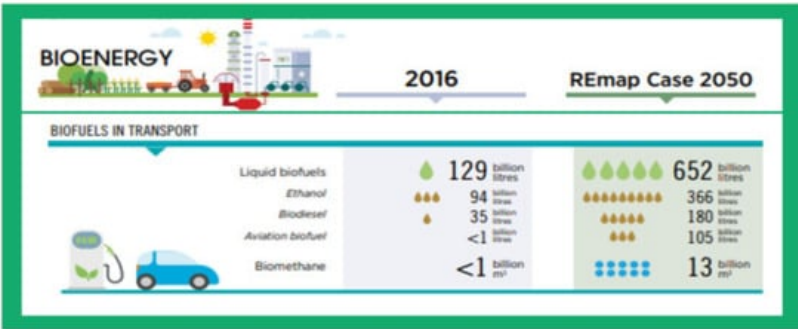 BIOENERGY
2016 REmap Case 2050
BIOFUELS IN TRANSPORT
Liquid biofuels 129 billion litres 652 billion litres
Ethanol 94 billion litres 366 billion litres
Biodiesel 35 billion litres 180 billion litres
Aviation biofuel <1 billion litres 105 billion litres
Biomethane <1 billion m³ 13 billion m³